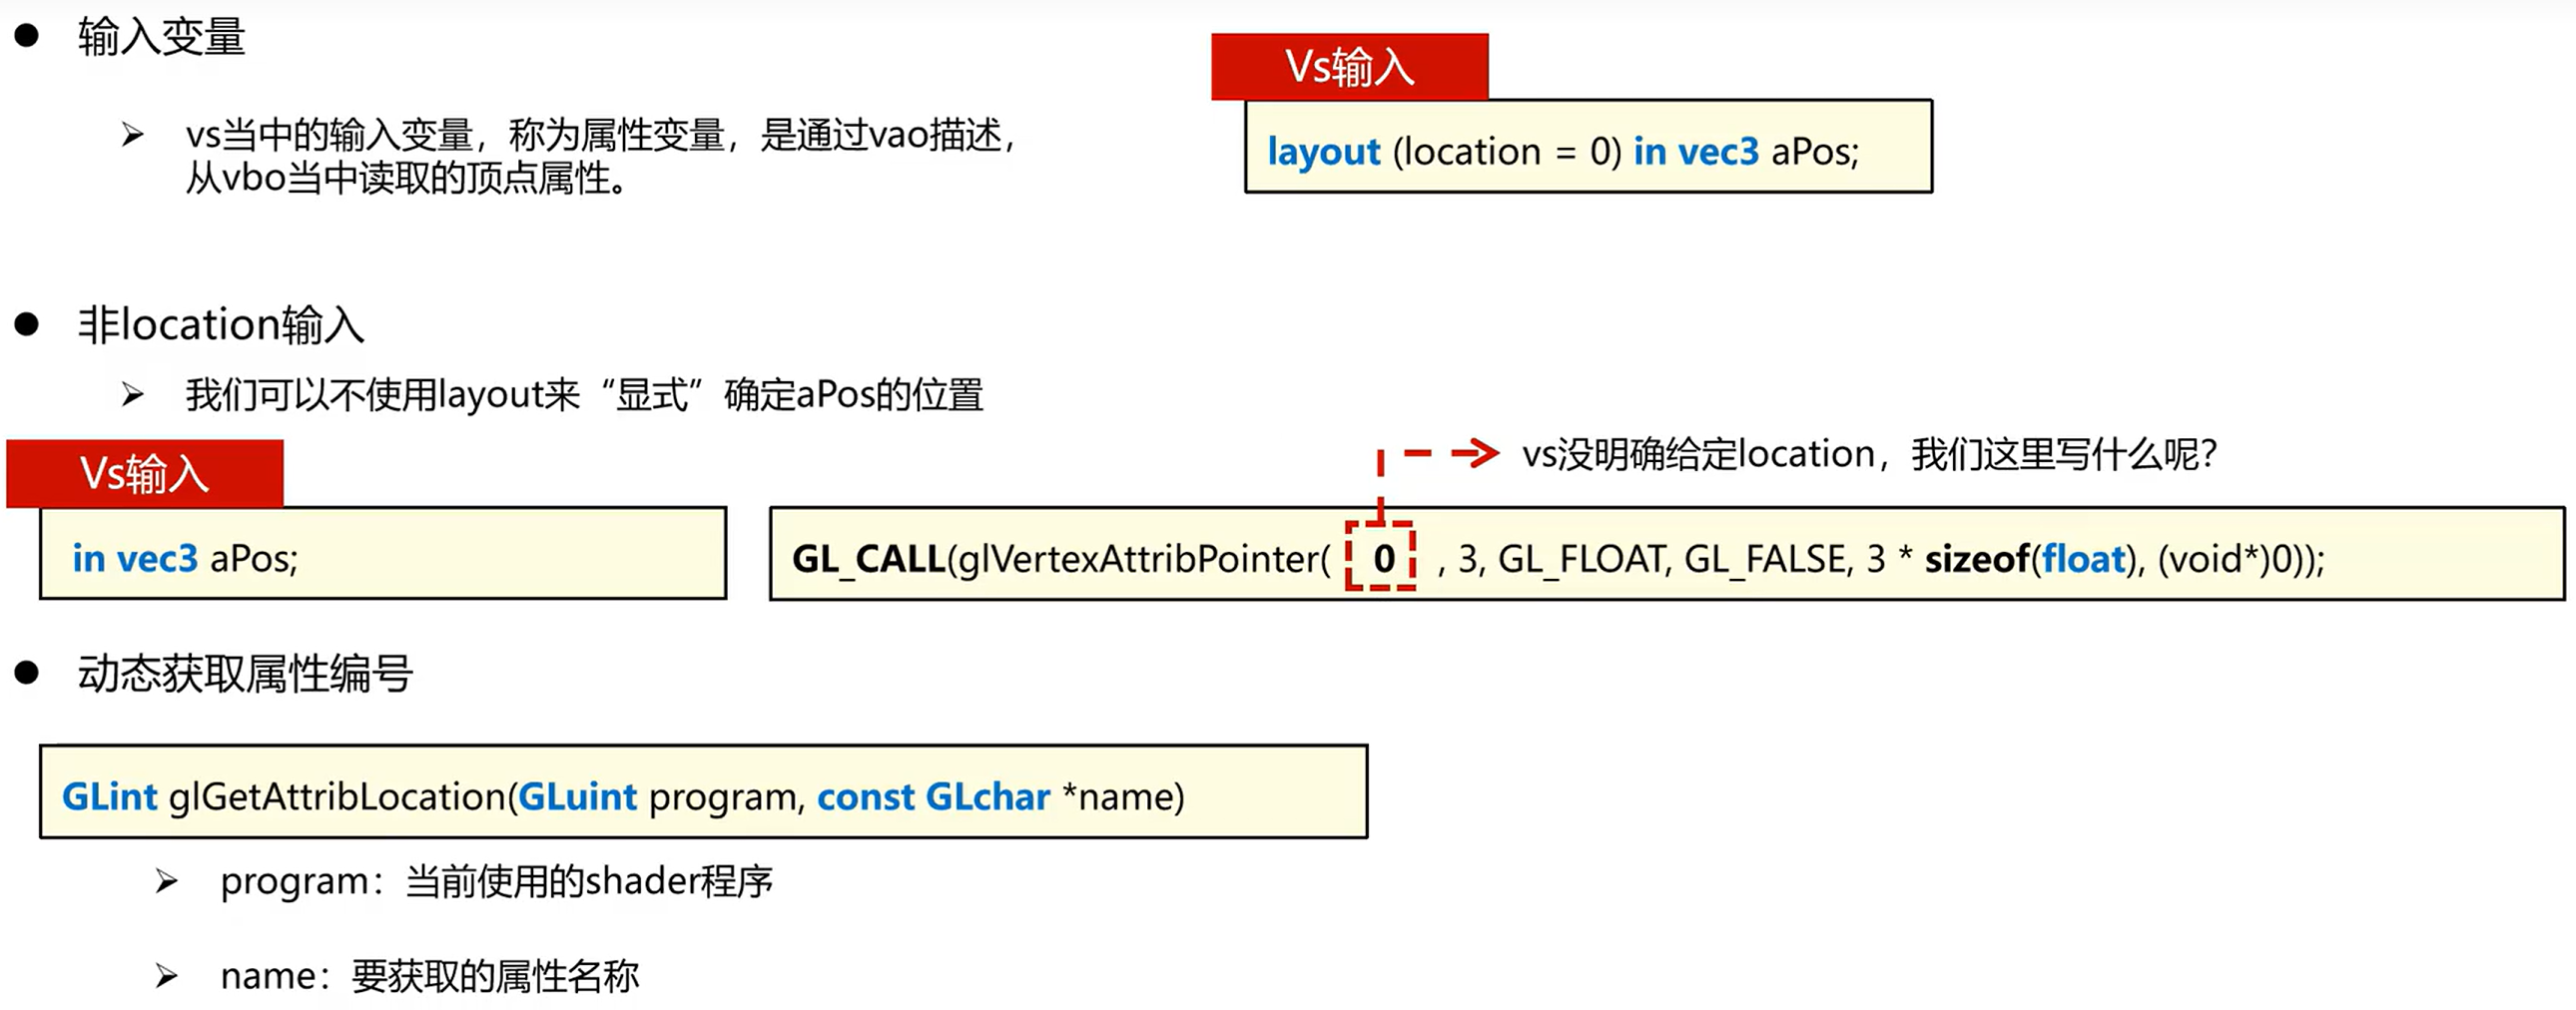 输入变量
Vs输入
vs当中的输入变量，称为属性变量，是通过vao描述，
从vbo当中读取的顶点属性。
layout (location = 0) in vec3 aPos;
非location输入
我们可以不使用layout来“显式”确定aPos的位置
vs没明确给定location，我们这里写什么呢?
Vs输入
in vec3 aPos;
GL_CALL(glVertexAttribPointer( 0 , 3, GL_FLOAT, GL_FALSE, 3 * sizeof(float), (void*)0));
动态获取属性编号
GLint glGetAttribLocation(GLuint program, const GLchar *name)
program：当前使用的shader程序
name：要获取的属性名称